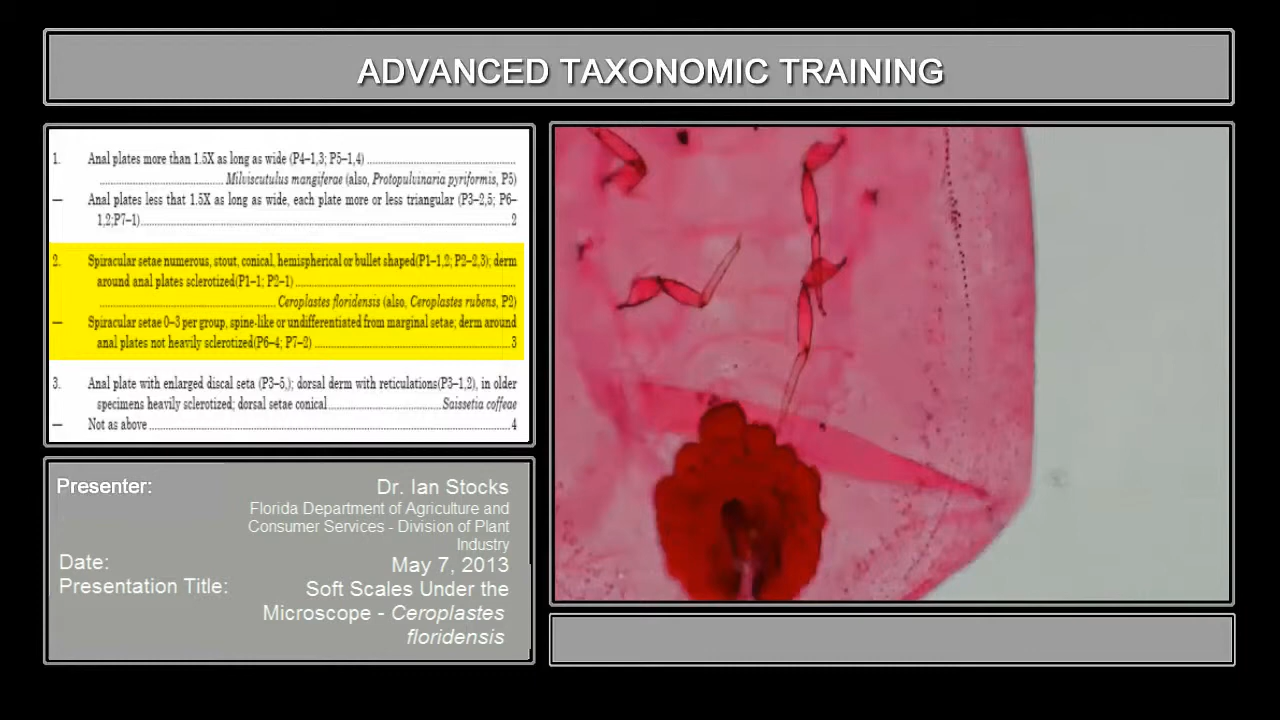 ADVANCED TAXONOMIC TRAINING
1. Anal plates more than 1.5X as long as wide (P4–1,3; P5–1,4) ..........
.......... Milviscutulus mangiferae (also, Protopulvinaria pyriformis, P5)
— Anal plates less that 1.5X as long as wide, each plate more or less triangular (P3–2,5; P6–
1,2;P7–1)..........2
2. Spiracular setae numerous, stout, conical, hemispherical or bullet shaped(P1–1,2; P2–2,3); derm
around anal plates sclerotized(P1–1; P2–1) ..........
.......... Ceroplastes floridensis (also, Ceroplastes rubens, P2)
— Spiracular setae 0–3 per group, spine-like or undifferentiated from marginal setae; derm around
anal plates not heavily sclerotized(P6–4; P7–2) ..........3
3. Anal plate with enlarged discal seta (P3–5,); dorsal derm with reticulations(P3–1,2), in older
specimens heavily sclerotized; dorsal setae conical..........Saissetia coffeae
— Not as above ..........4
Presenter: Dr. Ian Stocks
Florida Department of Agriculture and
Consumer Services - Division of Plant
Industry
Date: May 7, 2013
Presentation Title: Soft Scales Under the
Microscope - Ceroplastes
floridensis